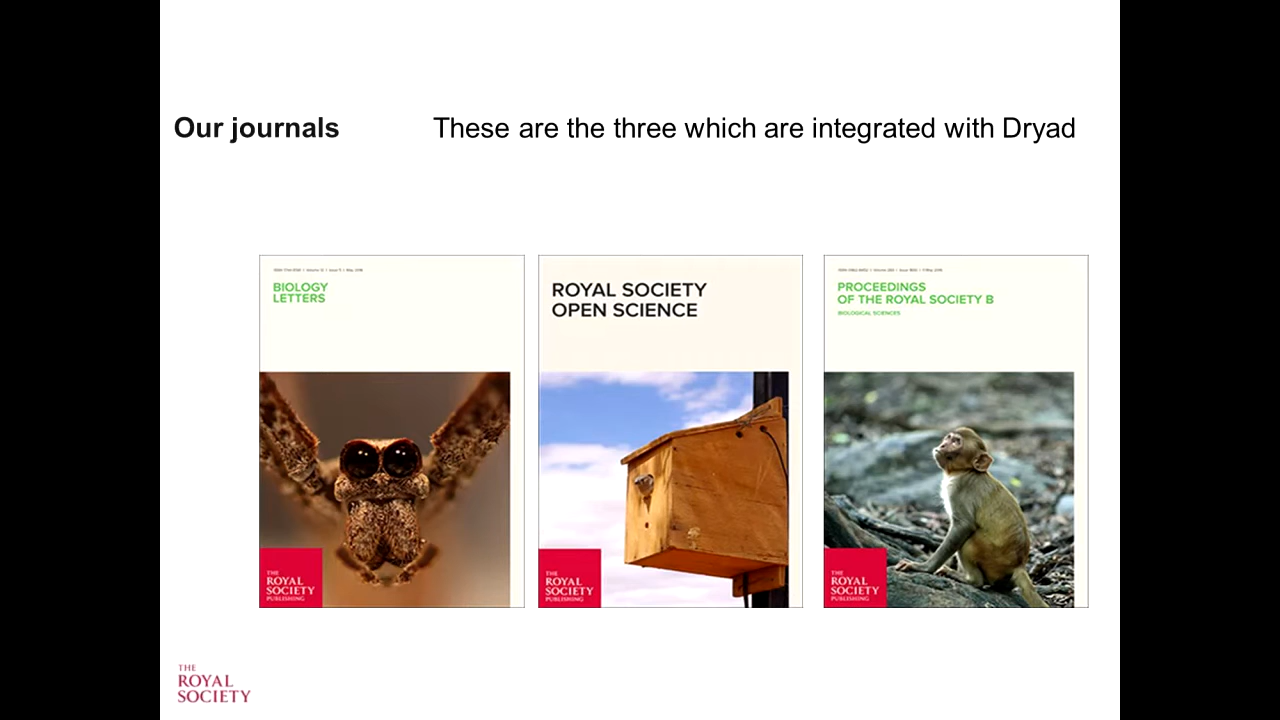 Our journals
These are the three which are integrated with Dryad
BIOLOGY
LETTERS
THE
ROYAL
SOCIETY
PUBLISHING
ROYAL SOCIETY
OPEN SCIENCE
THE
ROYAL
SOCIETY
PUBLISHING
PROCEEDINGS
OF THE ROYAL SOCIETY B
BIOLOGICAL SCIENCES
THE
ROYAL
SOCIETY
PUBLISHING
THE
ROYAL
SOCIETY